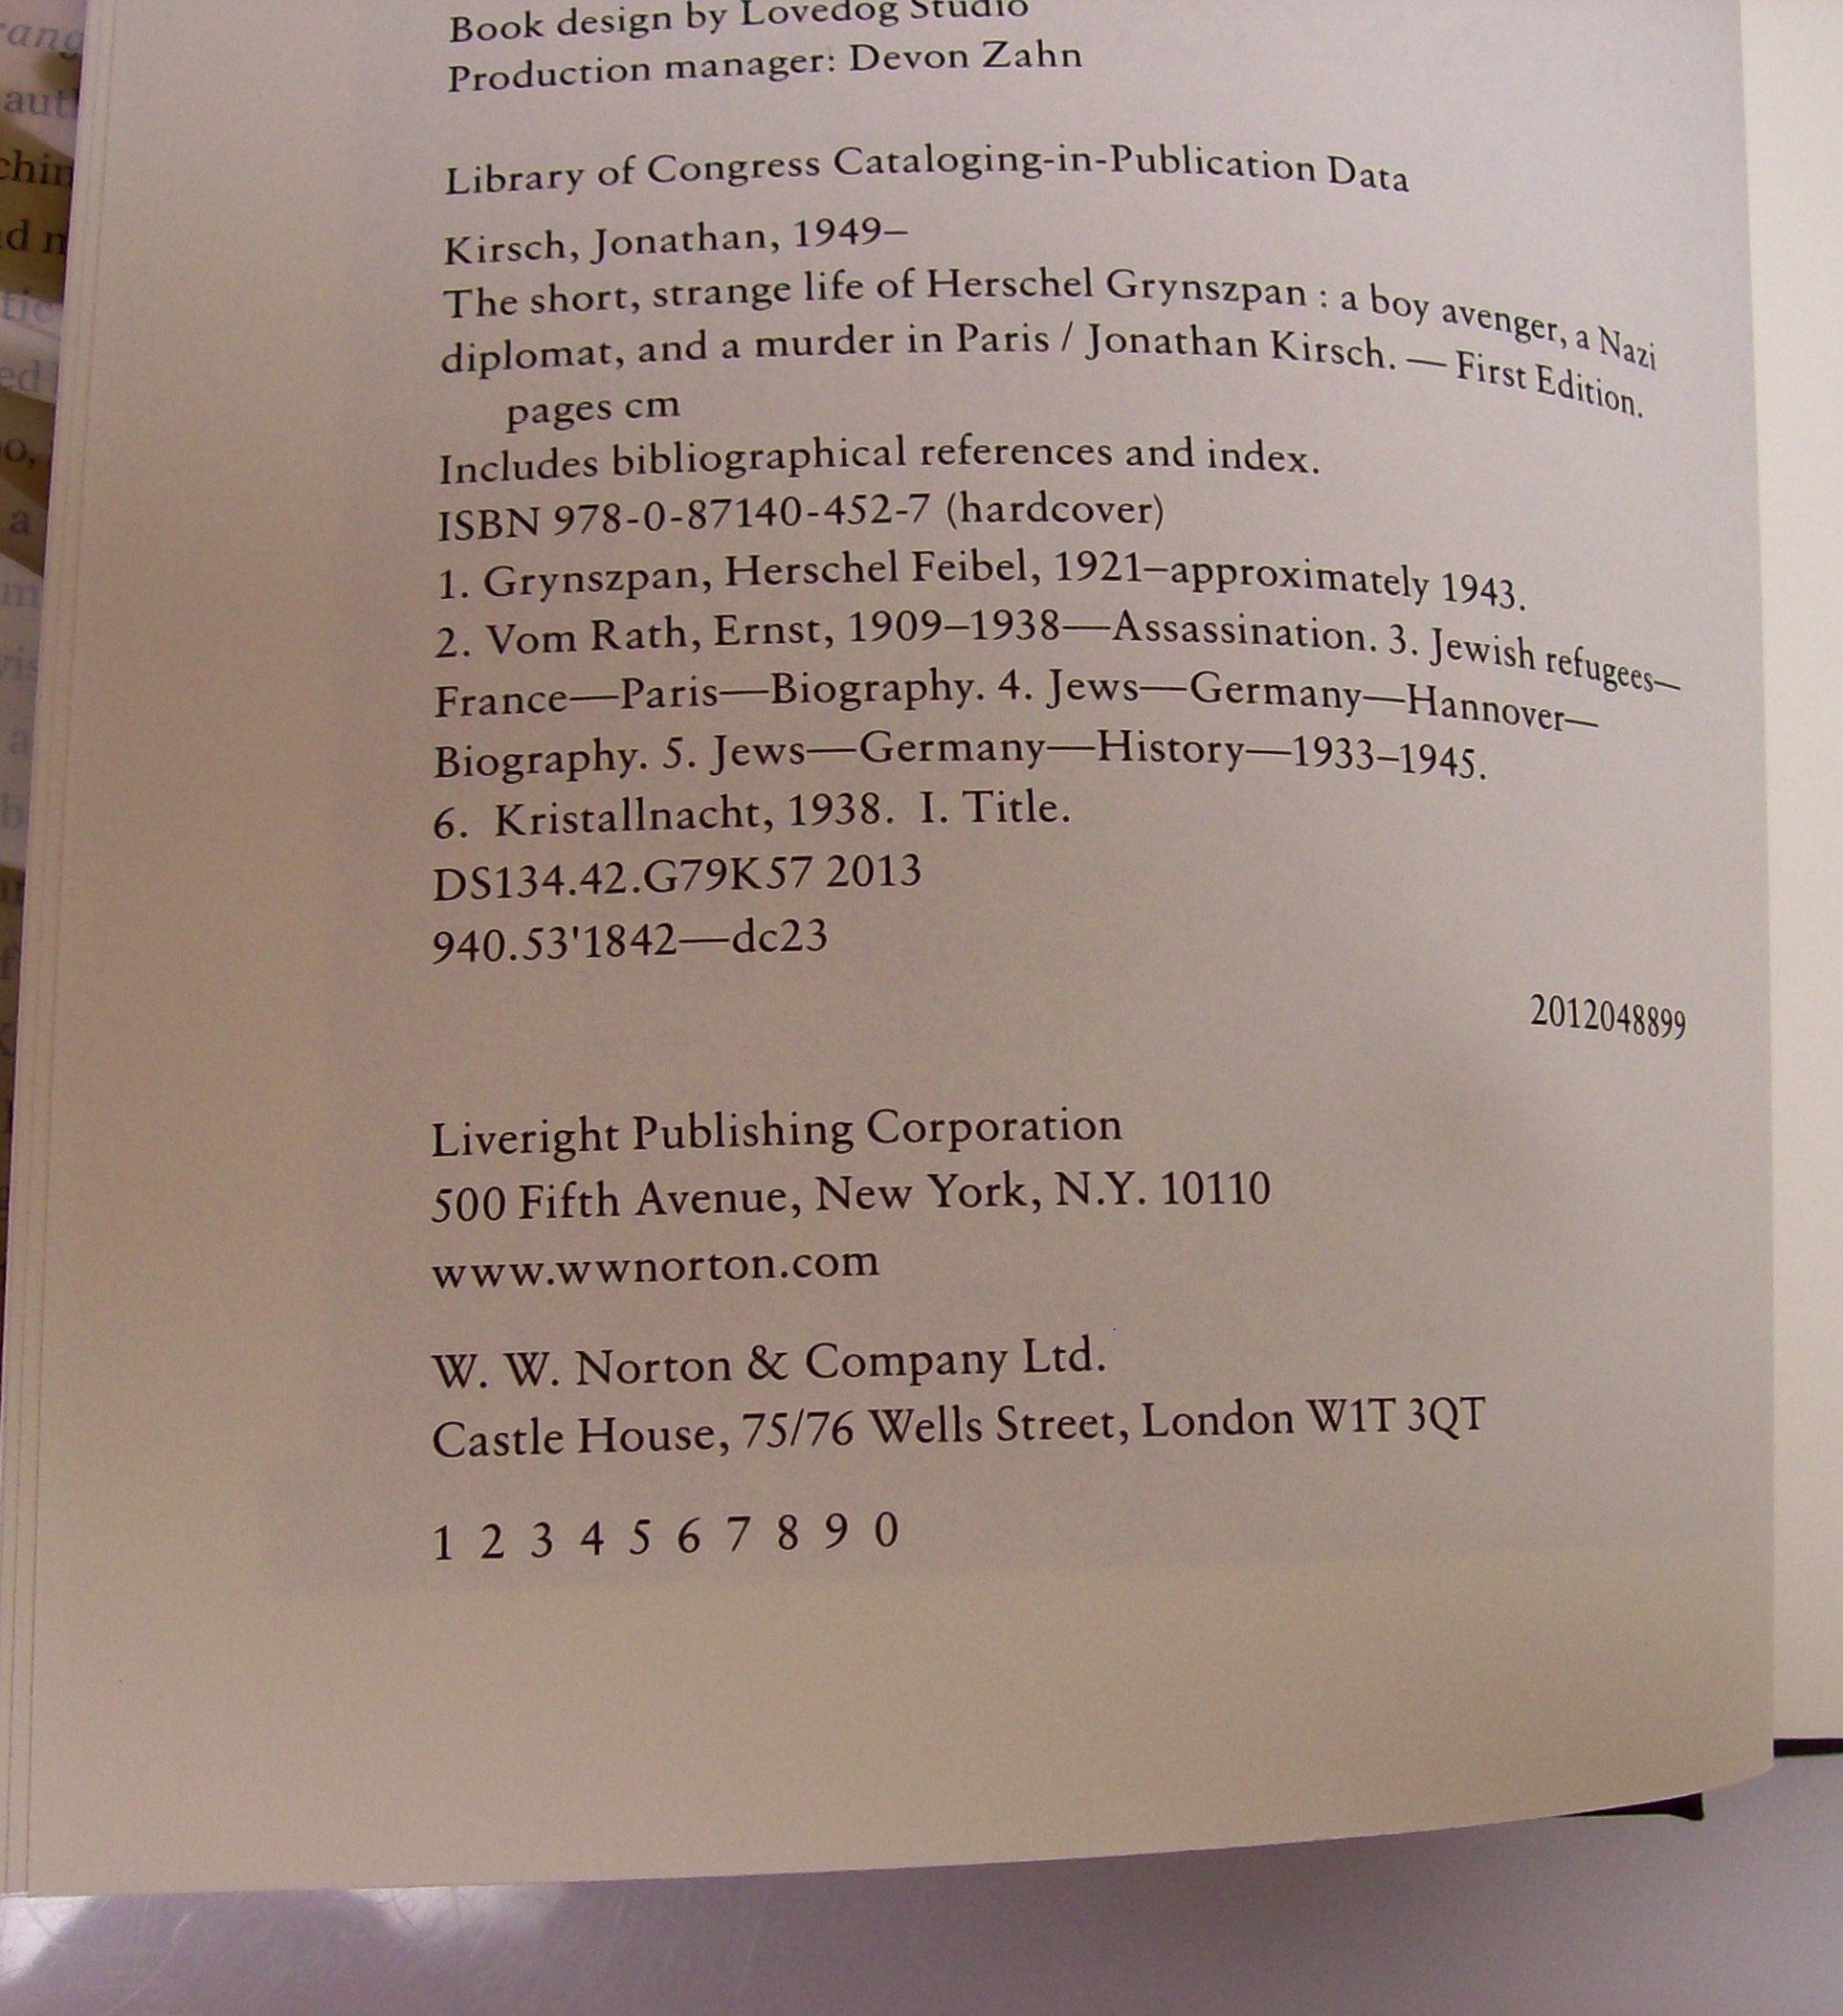 Book design by Lovedog Studio
Production manager: Devon Zahn
Library of Congress Cataloging-in-Publication Data
Kirsch, Jonathan, 1949–
The short, strange life of Herschel Grynszpan : a boy avenger, a Nazi
diplomat, and a murder in Paris / Jonathan Kirsch. — First Edition.
pages cm
Includes bibliographical references and index.
ISBN 978-0-87140-452-7 (hardcover)
1. Grynszpan, Herschel Feibel, 1921–approximately 1943.
2. Vom Rath, Ernst, 1909–1938—Assassination. 3. Jewish refugees—
France—Paris—Biography. 4. Jews—Germany—Hannover—
Biography. 5. Jews—Germany—History—1933–1945.
6. Kristallnacht, 1938. I. Title.
DS134.42.G79K57 2013
940.53'1842—dc23
2012048899
Liveright Publishing Corporation
500 Fifth Avenue, New York, N.Y. 10110
www.wwnorton.com
W. W. Norton & Company Ltd.
Castle House, 75/76 Wells Street, London W1T 3QT
1 2 3 4 5 6 7 8 9 0